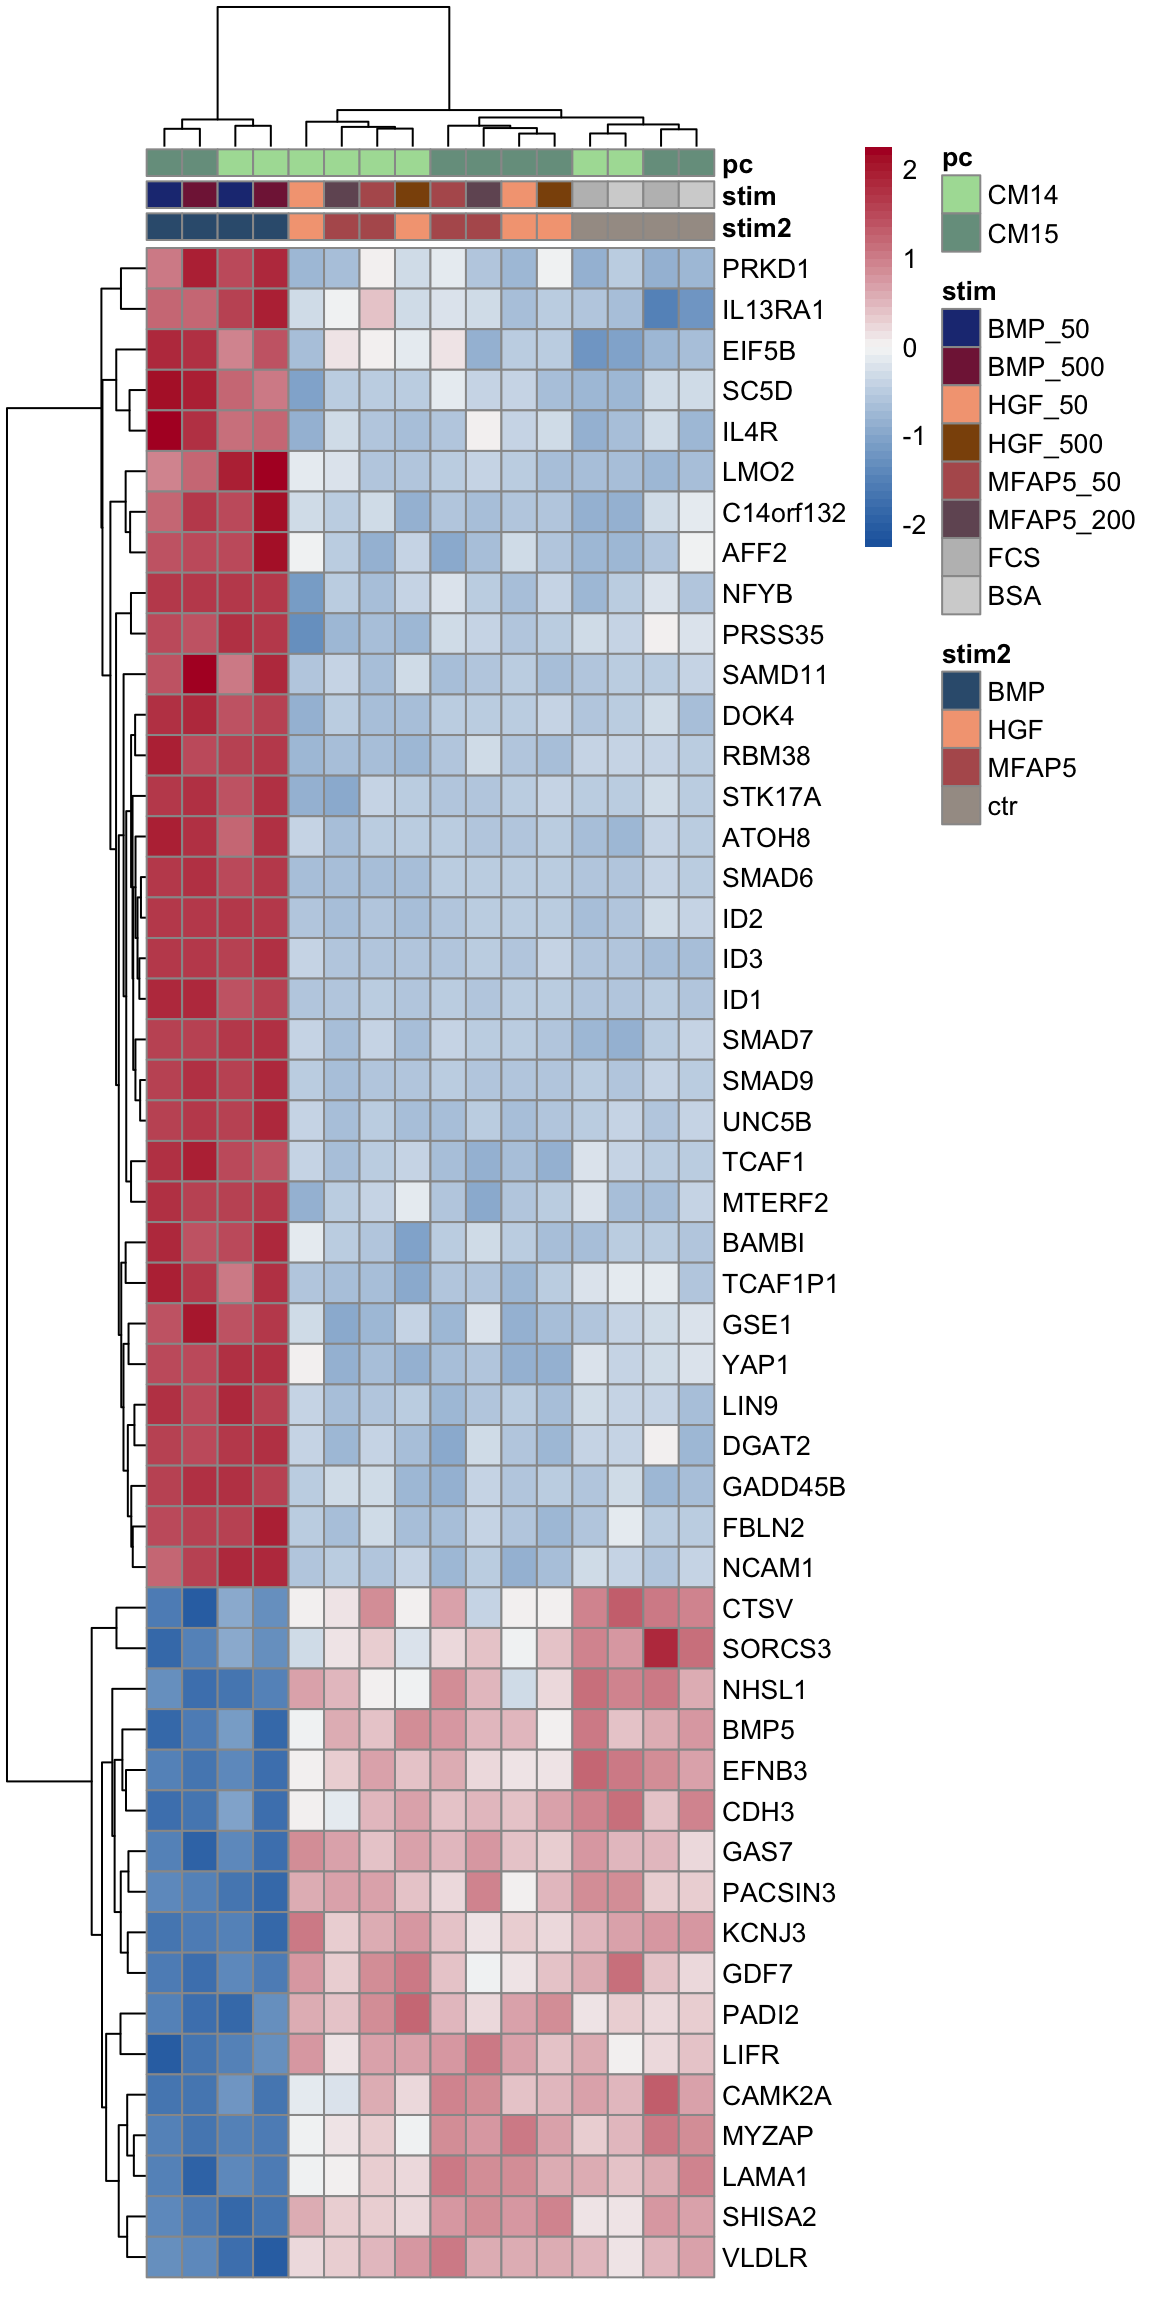 pc
stim
stim2
PRKD1
IL13RA1
EIF5B
SC5D
IL4R
LMO2
C14orf132
AFF2
NFYB
PRSS35
SAMD11
DOK4
RBM38
STK17A
ATOH8
SMAD6
ID2
ID3
ID1
SMAD7
SMAD9
UNC5B
TCAF1
MTERF2
BAMBI
TCAF1P1
GSE1
YAP1
LIN9
DGAT2
GADD45B
FBLN2
NCAM1
CTSV
SORCS3
NHSL1
BMP5
EFNB3
CDH3
GAS7
PACSIN3
KCNJ3
GDF7
PADI2
LIFR
CAMK2A
MYZAP
LAMA1
SHISA2
VLDLR
2
1
0
-1
-2
pc
CM14
CM15
stim
BMP_50
BMP_500
HGF_50
HGF_500
MFAP5_50
MFAP5_200
FCS
BSA
stim2
BMP
HGF
MFAP5
ctr